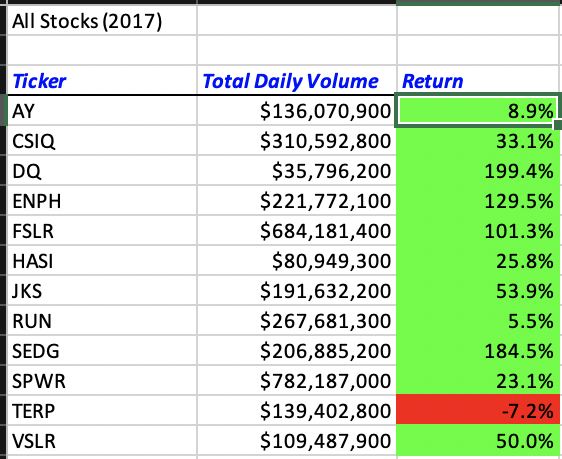 All Stocks (2017)
Ticker Total Daily Volume Return
AY $136,070,900 8.9%
CSIQ $310,592,800 33.1%
DQ $35,796,200 199.4%
ENPH $221,772,100 129.5%
FSLR $684,181,400 101.3%
HASI $80,949,300 25.8%
JKS $191,632,200 53.9%
RUN $267,681,300 5.5%
SEDG $206,885,200 184.5%
SPWR $782,187,000 23.1%
TERP $139,402,800 -7.2%
VSLR $109,487,900 50.0%